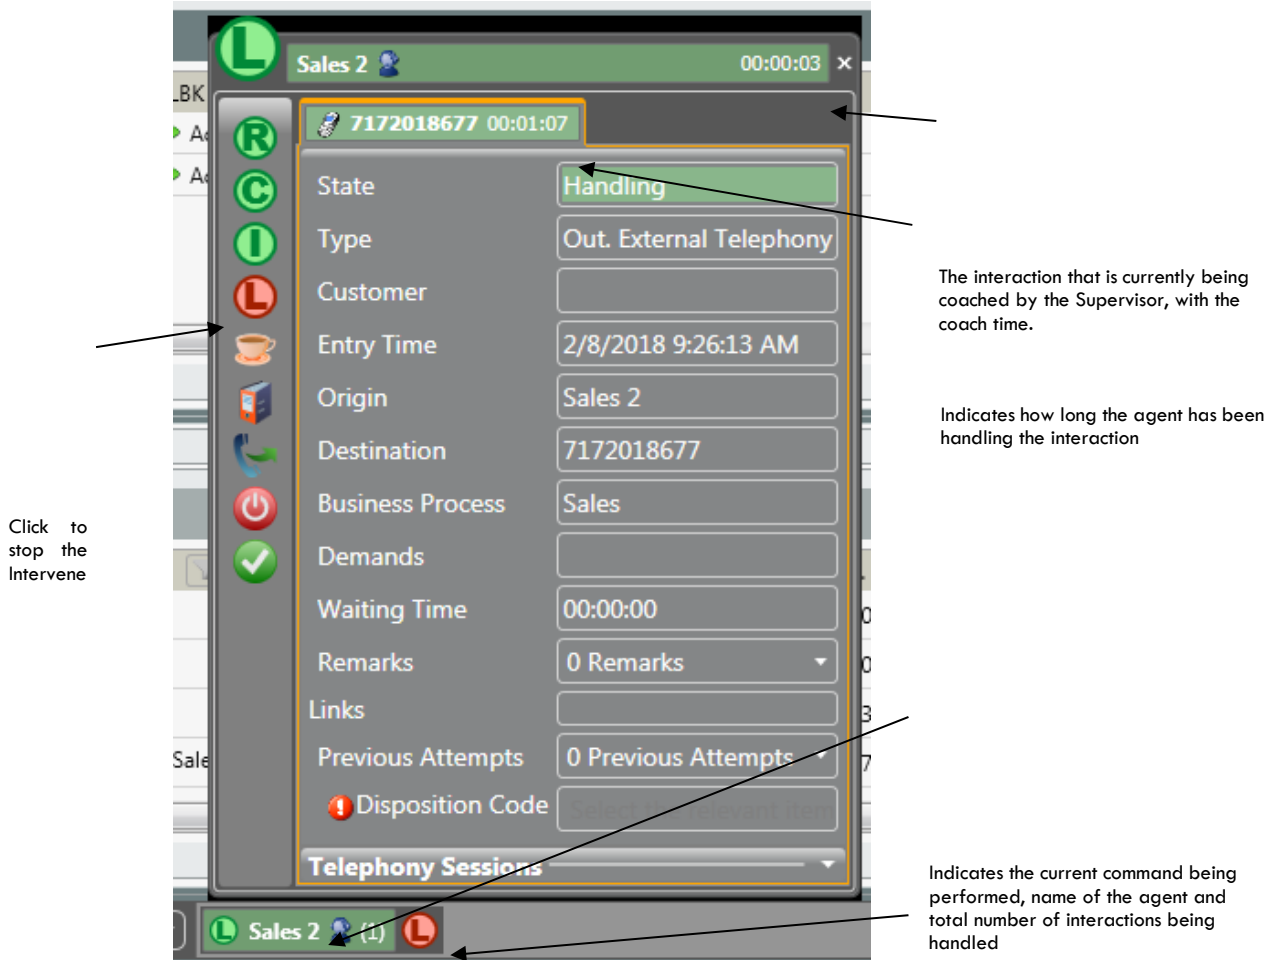 Sales 2 00:00:03 ×
LBK
7172018677 00:01:07
R
C
I
L
L
State Handling
Type Out. External Telephony
Customer
Entry Time 2/8/2018 9:26:13 AM
Origin Sales 2
Destination 7172018677
Business Process Sales
Demands
Waiting Time 00:00:00
Remarks 0 Remarks
Links
Previous Attempts 0 Previous Attempts
Disposition Code Select the relevant item
Telephony Sessions
L Sales 2 (1) L
Click to
stop the
Intervene
The interaction that is currently being
coached by the Supervisor, with the
coach time.
Indicates how long the agent has been
handling the interaction
Indicates the current command being
performed, name of the agent and
total number of interactions being
handled